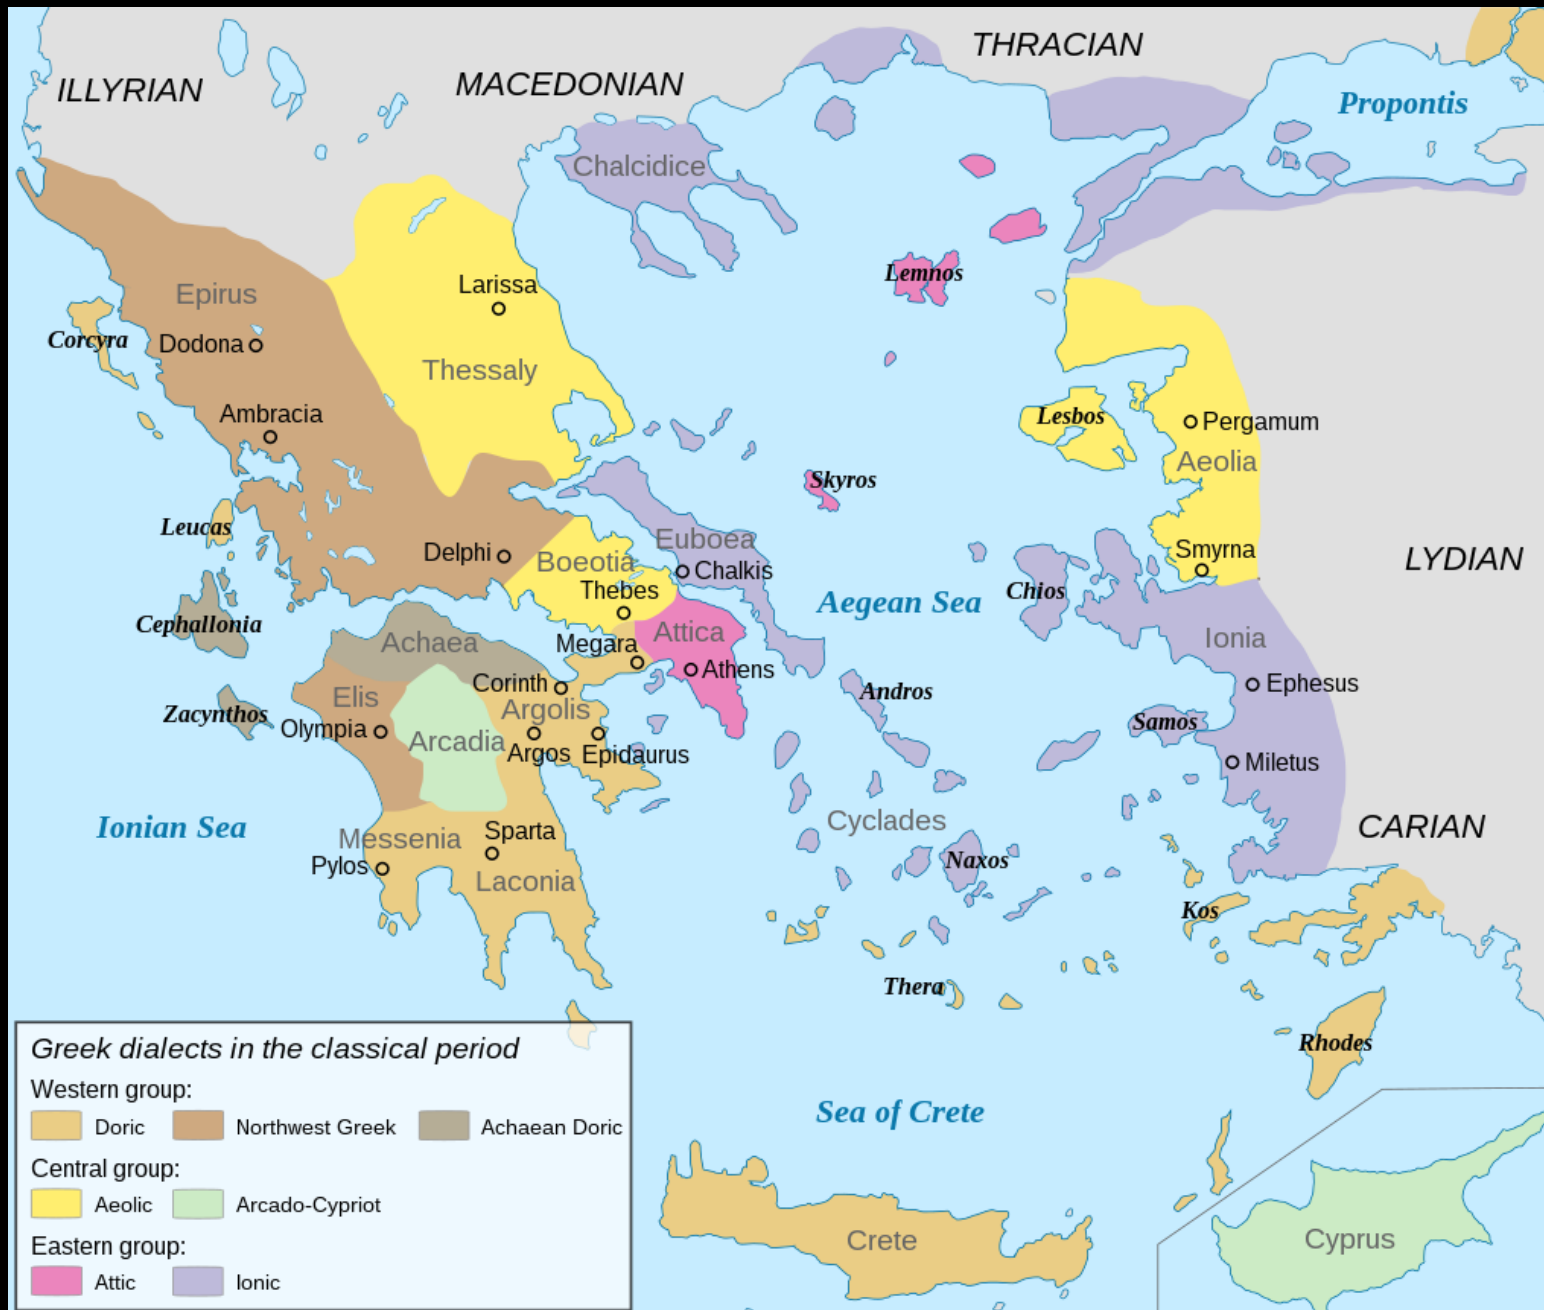 THRACIAN
MACEDONIAN
ILLYRIAN
Propontis
Chalcidice
Lemnos
Larissa
Epirus
Corcyra
Dodona
Thessaly
Ambracia
Lesbos
Pergamum
Aeolia
Skyros
Leucas
Euboea
Delphi
Boeotia
Smyrna
LYDIAN
Chalkis
Thebes
Chios
Aegean Sea
Cephallonia
Achaea
Attica
Megara
Ionia
Athens
Corinth
Ephesus
Andros
Elis
Zacynthos
Argolis
Samos
Olympia
Arcadia
Argos
Epidaurus
Miletus
Ionian Sea
Cyclades
CARIAN
Messenia
Sparta
Naxos
Pylos
Laconia
Kos
Thera
Rhodes
Greek dialects in the classical period
Western group:
Doric Northwest Greek Achaean Doric
Central group:
Aeolic Arcado-Cypriot
Eastern group:
Attic Ionic
Sea of Crete
Crete
Cyprus